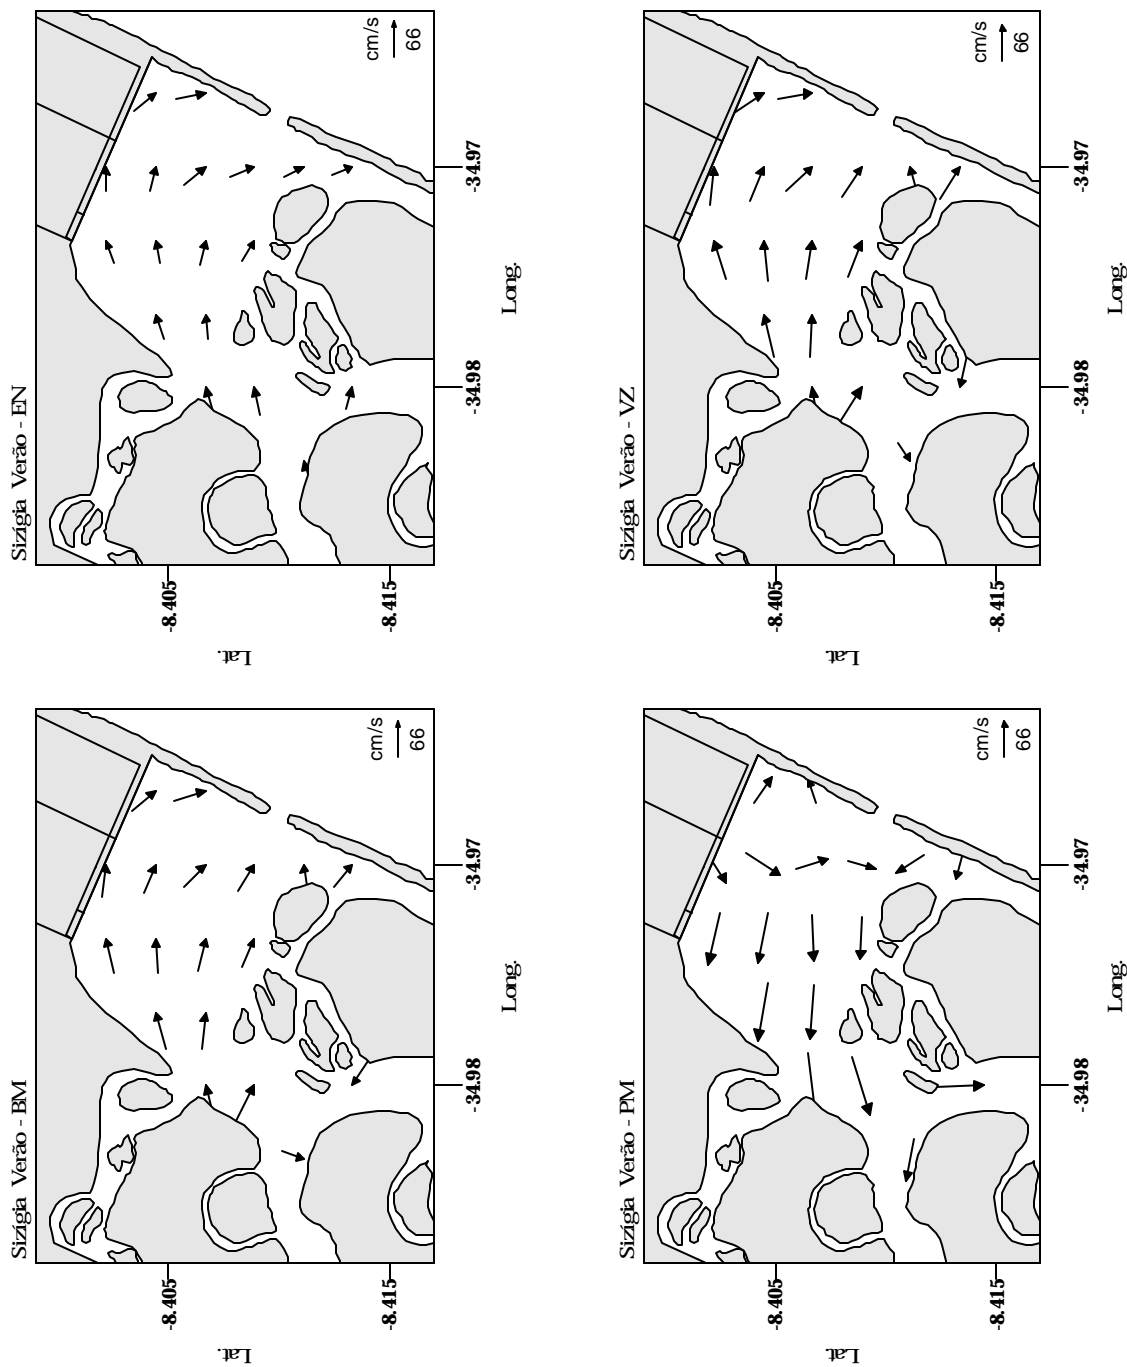 Sizígia Verão - BM
-8.405
Lat.
-8.415
cm/s
66
-34.98
-34.97
Long.
Sizígia Verão - EN
-8.405
Lat.
-8.415
cm/s
66
-34.98
-34.97
Long.
Sizígia Verão - PM
-8.405
Lat.
-8.415
cm/s
66
-34.98
-34.97
Long.
Sizígia Verão - VZ
-8.405
Lat.
-8.415
cm/s
66
-34.98
-34.97
Long.